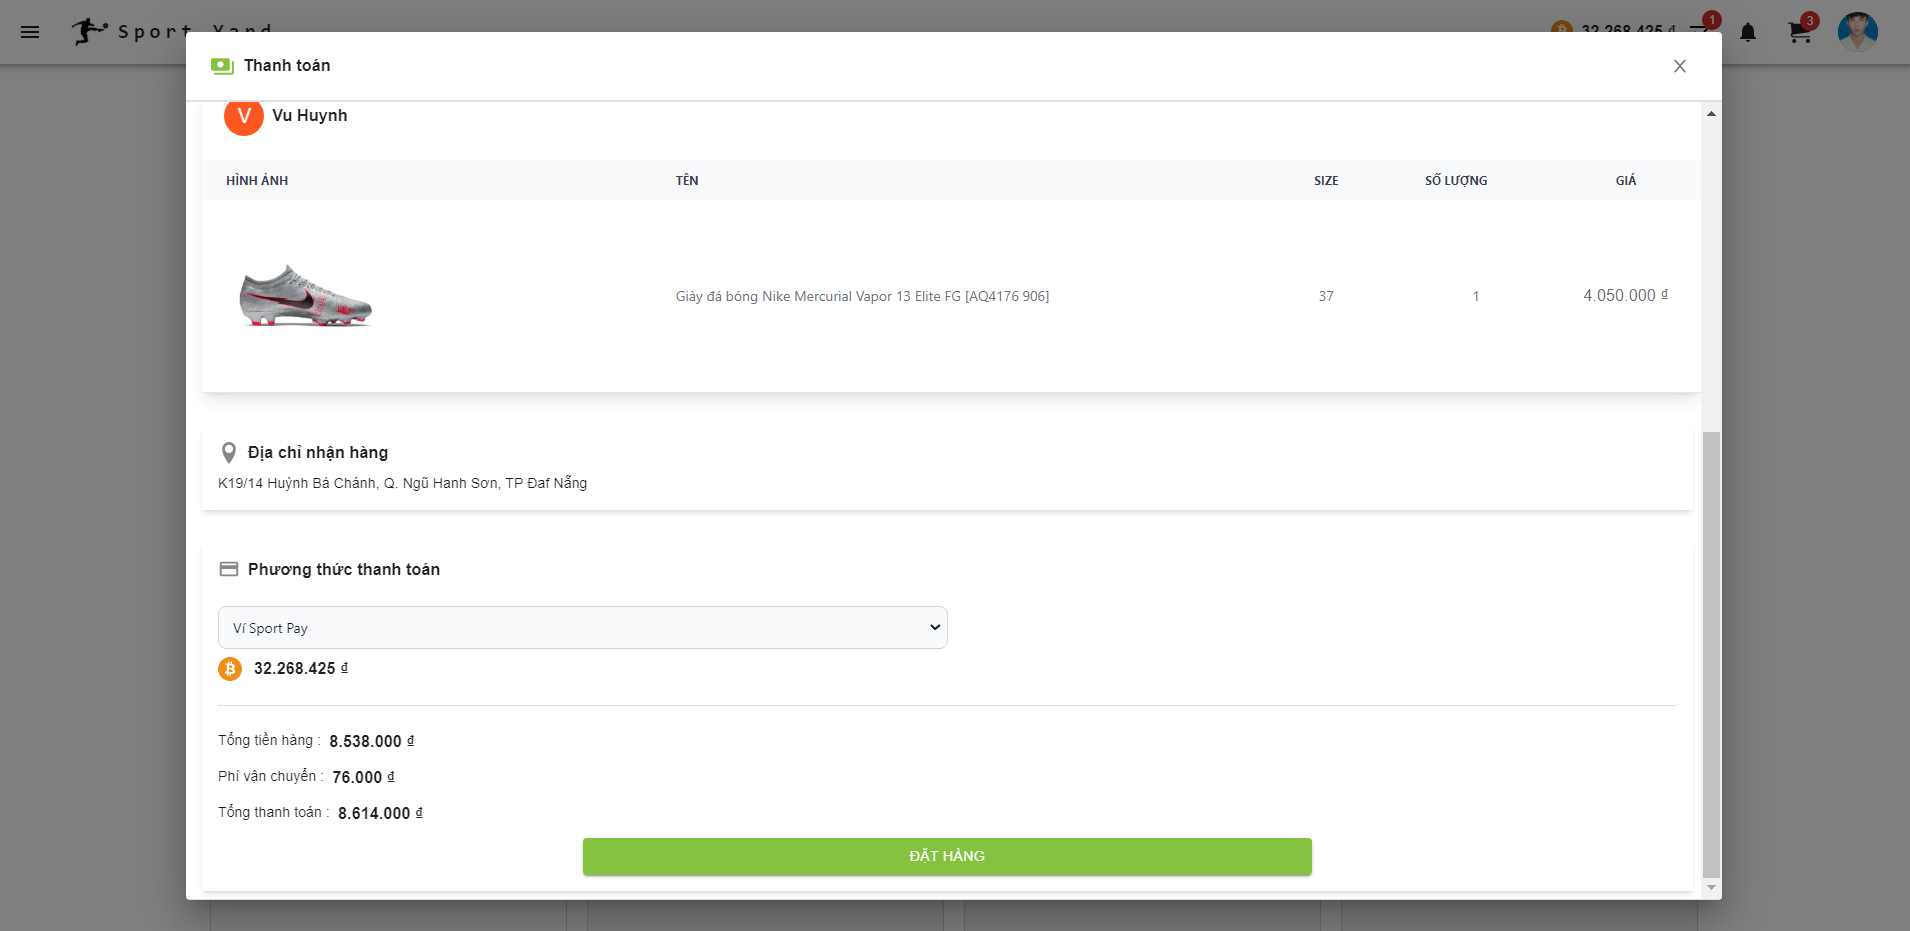 Sport Yand
32.268.425 ₫
1
3
Thanh toán
V
Vu Huynh
HÌNH ẢNH TÊN SIZE SỐ LƯỢNG GIÁ
Giày đá bóng Nike Mercurial Vapor 13 Elite FG [AQ4176 906] 37 1 4.050.000 ₫
Địa chỉ nhận hàng
K19/14 Huỳnh Bá Chánh, Q. Ngũ Hanh Sơn, TP Đaf Nẵng
Phương thức thanh toán
Ví Sport Pay
32.268.425 ₫
Tổng tiền hàng : 8.538.000 ₫
Phí vận chuyển : 76.000 ₫
Tổng thanh toán : 8.614.000 ₫
ĐẶT HÀNG